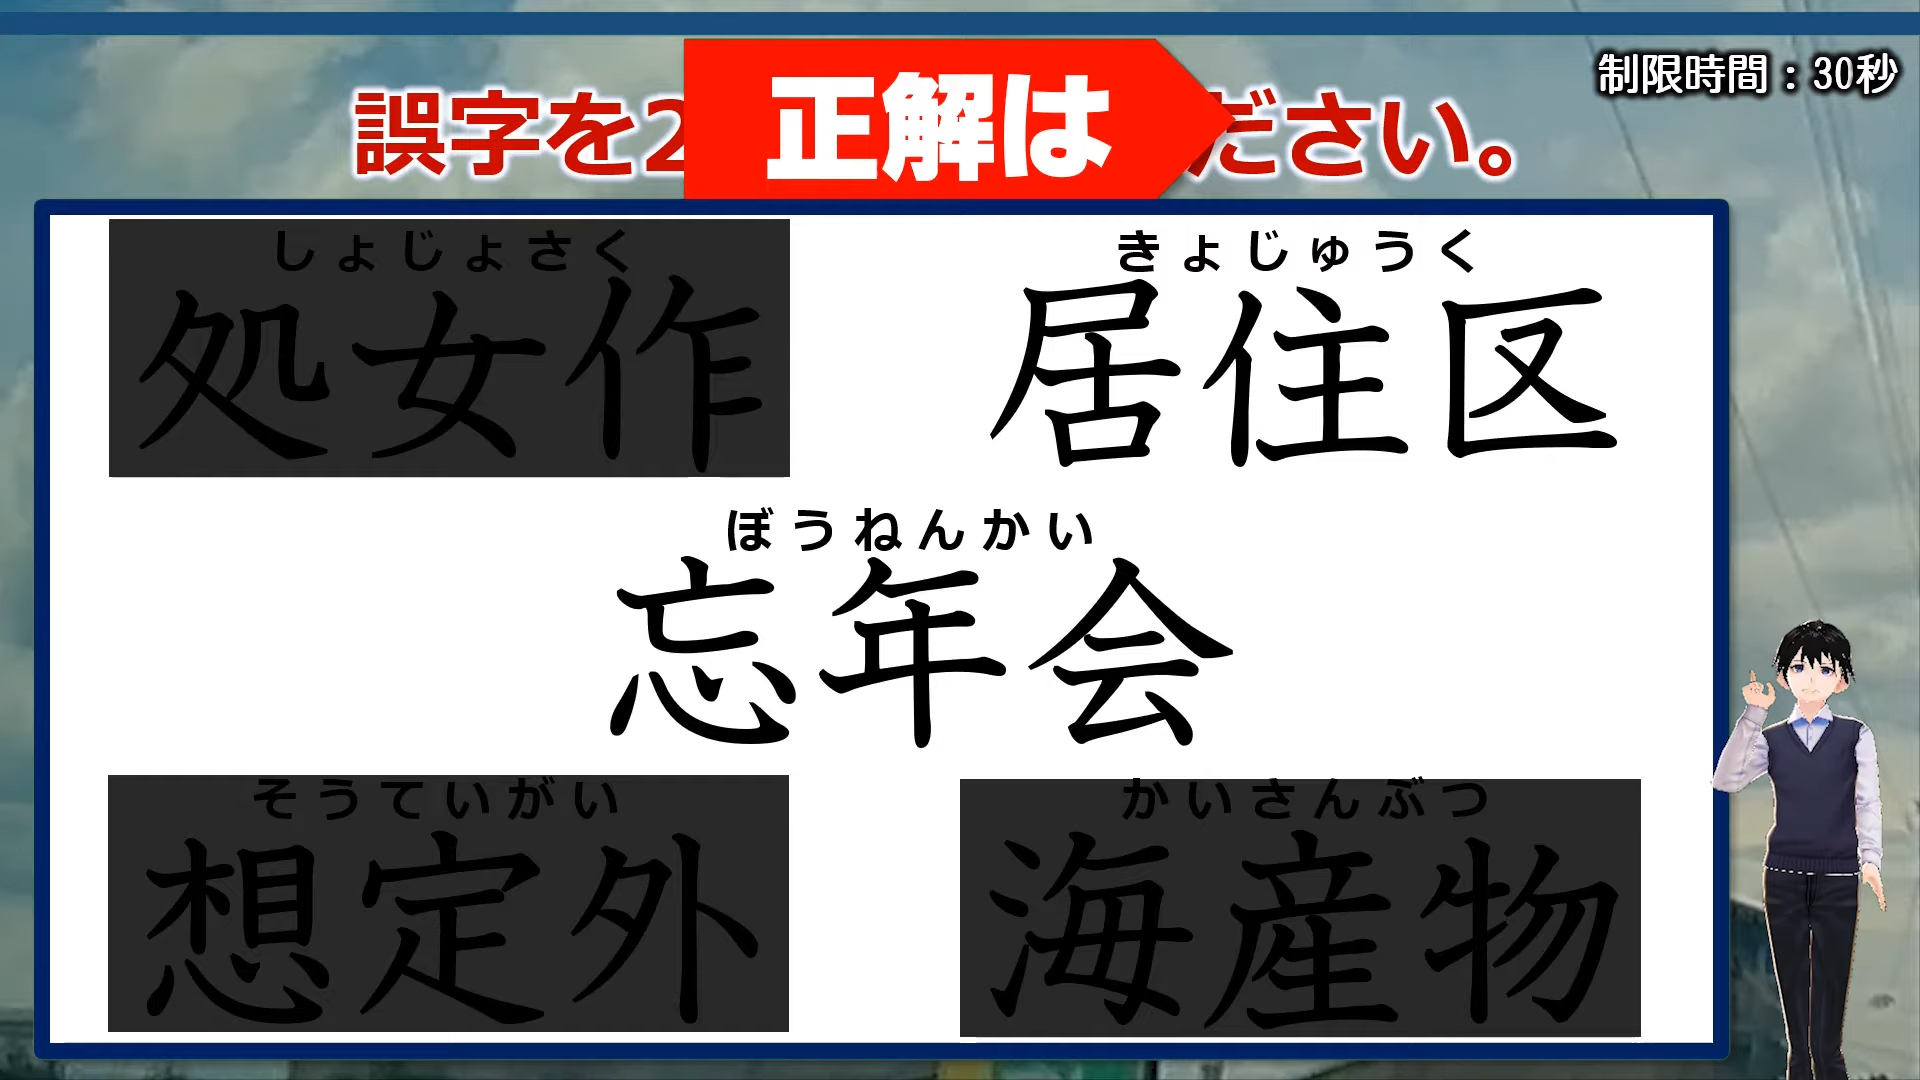 制限時間：30秒
誤字を2 正解は ださい。
しょじょさく
処女作
きょじゅうく
居住区
ぼうねんかい
忘年会
そうていがい
想定外
かいさんぶつ
海産物